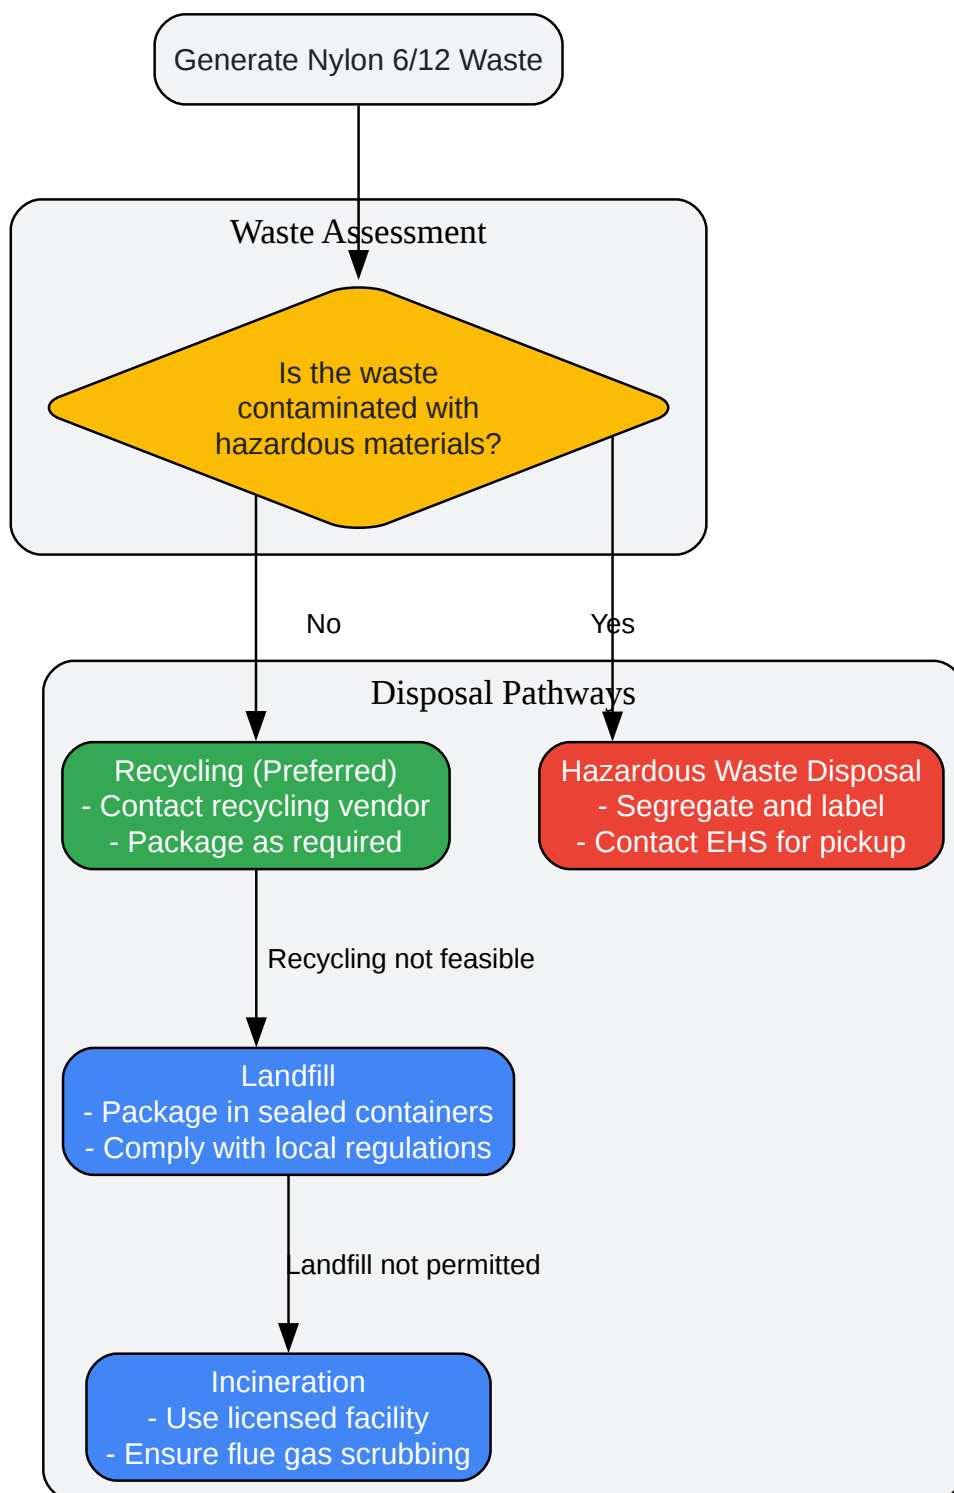 Generate Nylon 6/12 Waste
Waste Assessment
Is the waste
contaminated with
hazardous materials?
No
Yes
Disposal Pathways
Recycling (Preferred)
- Contact recycling vendor
- Package as required
Hazardous Waste Disposal
- Segregate and label
- Contact EHS for pickup
Recycling not feasible
Landfill
- Package in sealed containers
- Comply with local regulations
Landfill not permitted
Incineration
- Use licensed facility
- Ensure flue gas scrubbing